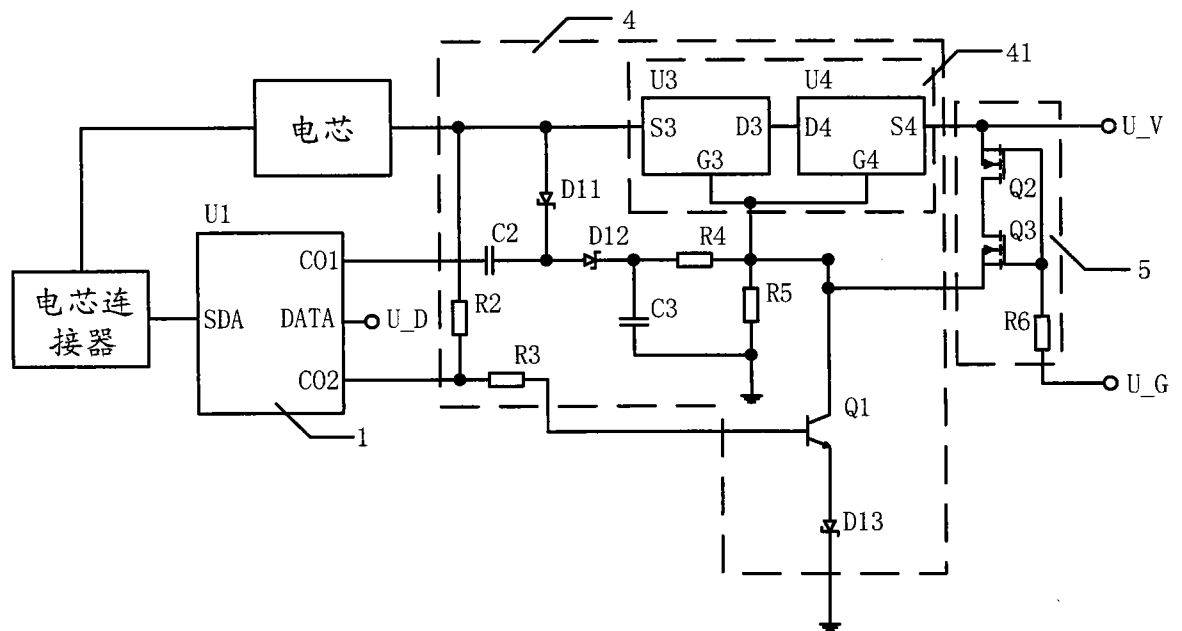 4
41
U3
U4
电芯
S3
D3
D4
S4
G3
G4
U_V
Q2
D11
U1
C2
D12
R4
Q3
5
CO1
电芯连
接器
SDA
DATA
U_D
R2
C3
R5
R6
R3
CO2
U_G
Q1
1
D13